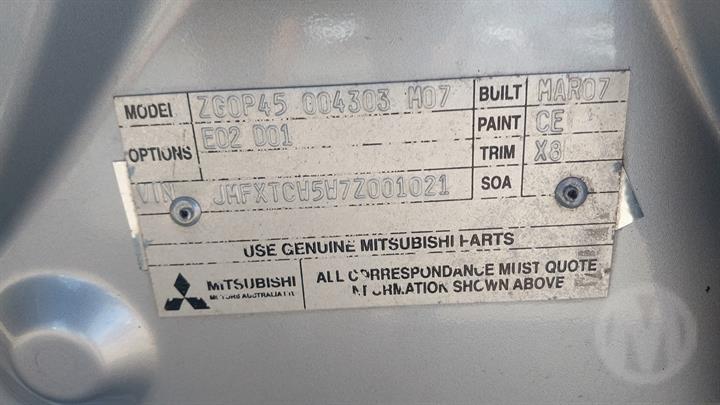 MODEL ZG0P45 004303 M07 BUILT MAR07
OPTIONS E02 D01 PAINT CE
TRIM X8
VIN JMFXTCW5W7Z001021 SOA
USE GENUINE MITSUBISHI PARTS
MITSUBISHI
MOTORS AUSTRALIA LTD
ALL CORRESPONDANCE MUST QUOTE
INFORMATION SHOWN ABOVE
M